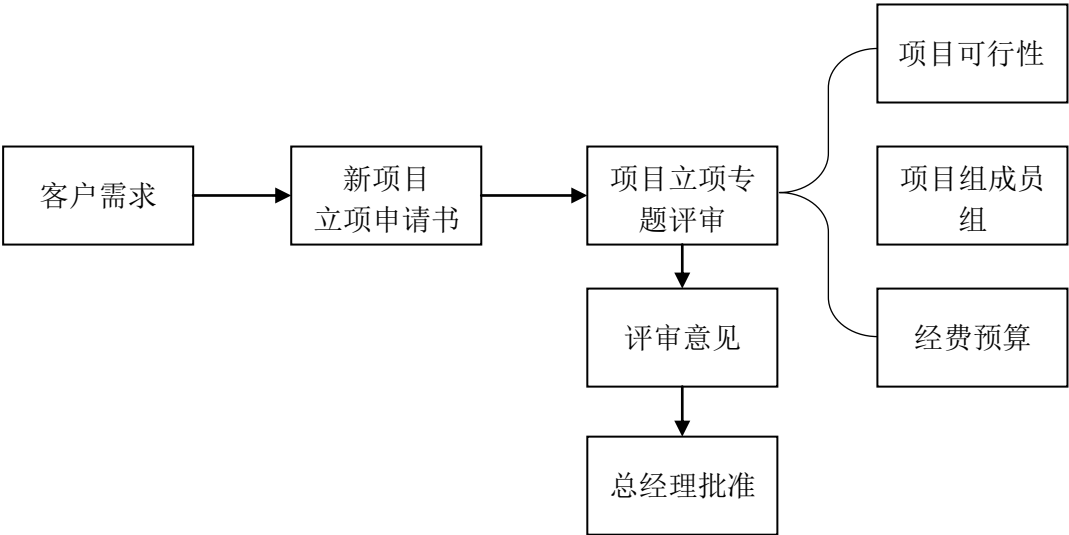 项目可行性
客户需求
新项目
立项申请书
项目立项专
题评审
项目组成员
组
评审意见
经费预算
总经理批准